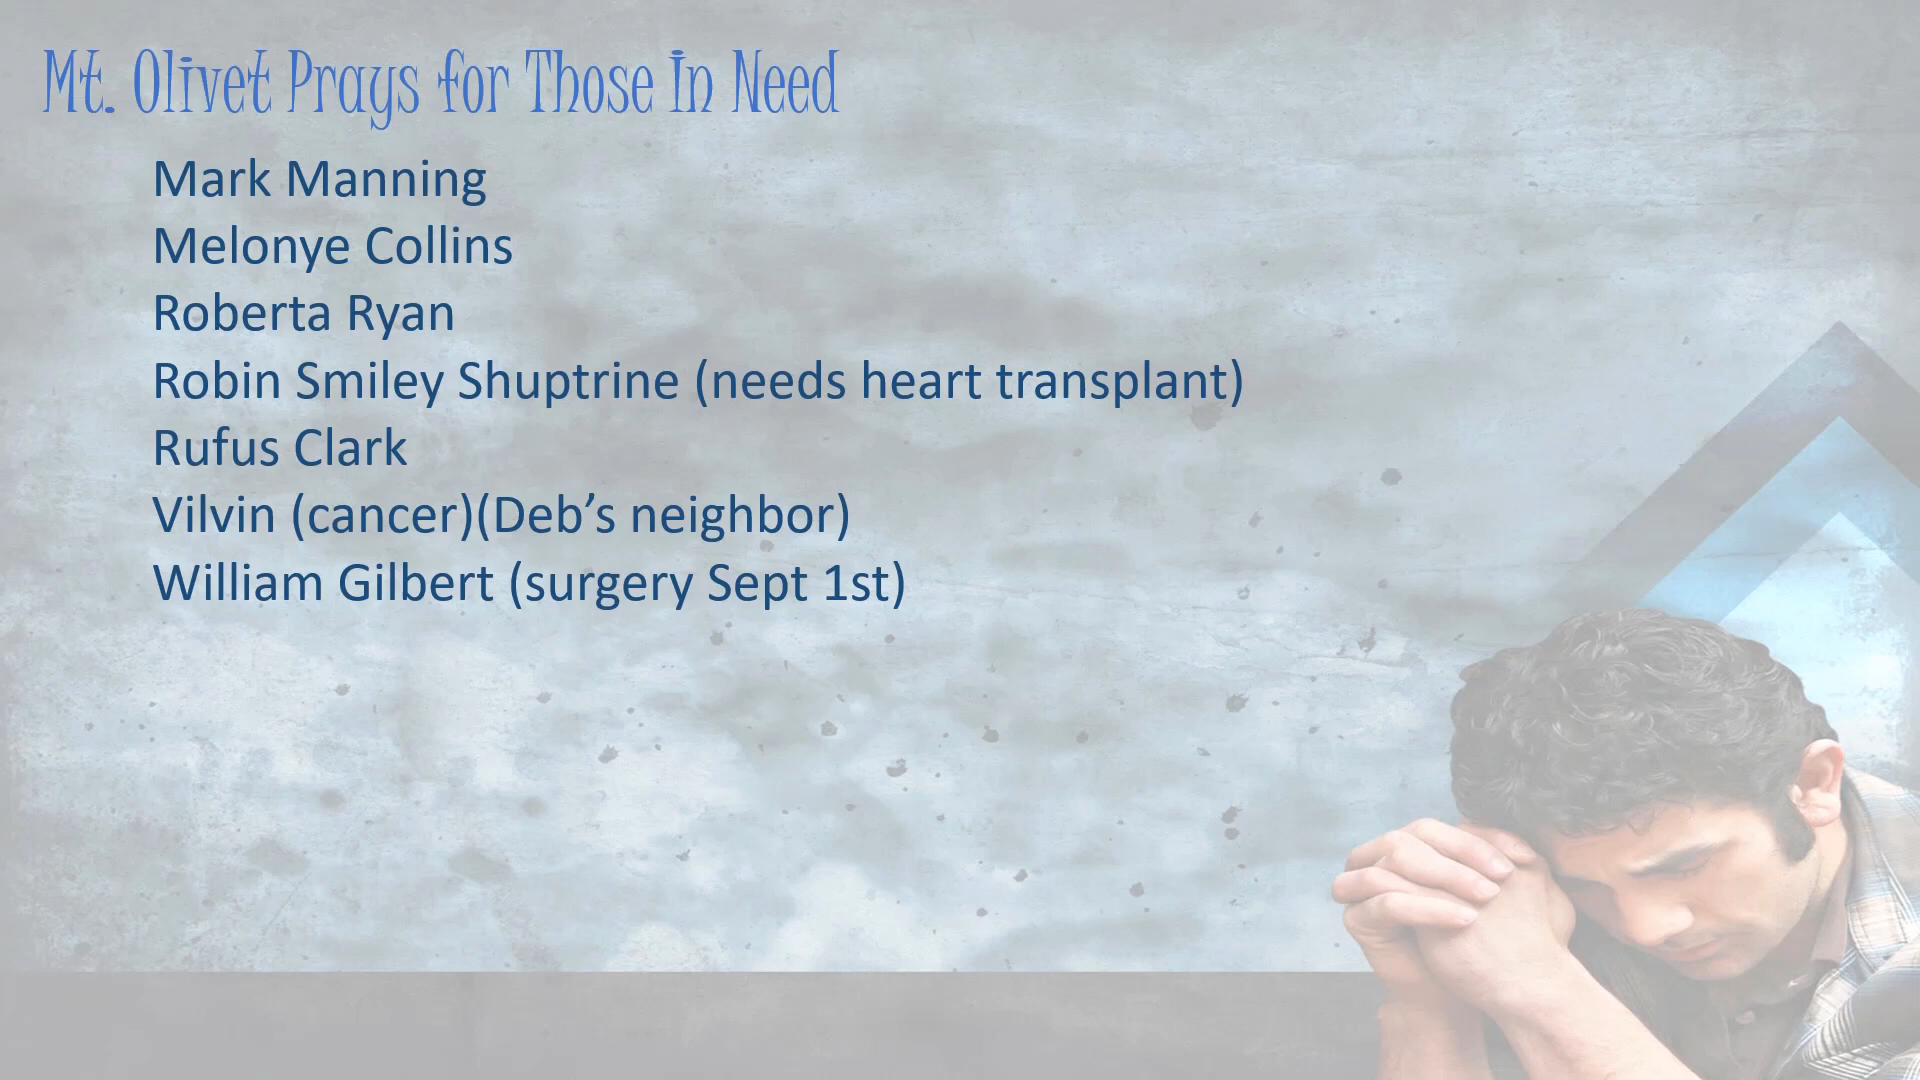 Mt. Olivet Prays for Those In Need
Mark Manning
Melonye Collins
Roberta Ryan
Robin Smiley Shuptrine (needs heart transplant)
Rufus Clark
Vilvin (cancer)(Deb’s neighbor)
William Gilbert (surgery Sept 1st)